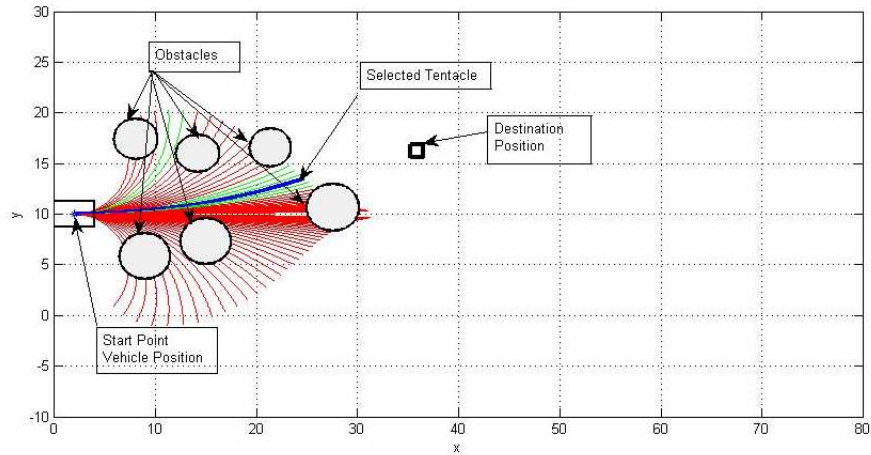 30
25
20
15
10
5
0
-5
-10
0 10 20 30 40 50 60 70 80
x
y
Obstacles
Selected Tentacle
Destination
Position
Start Point
Vehicle Position